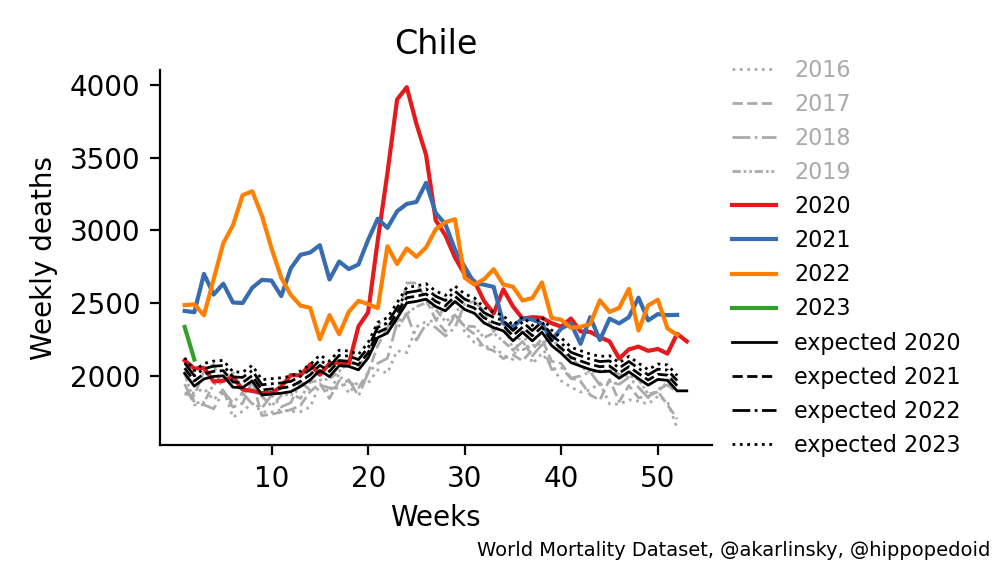 Chile
Weekly deaths
4000
3500
3000
2500
2000
10 20 30 40 50
Weeks
2016
2017
2018
2019
2020
2021
2022
2023
expected 2020
expected 2021
expected 2022
expected 2023
World Mortality Dataset, @akarlinsky, @hippopedoid